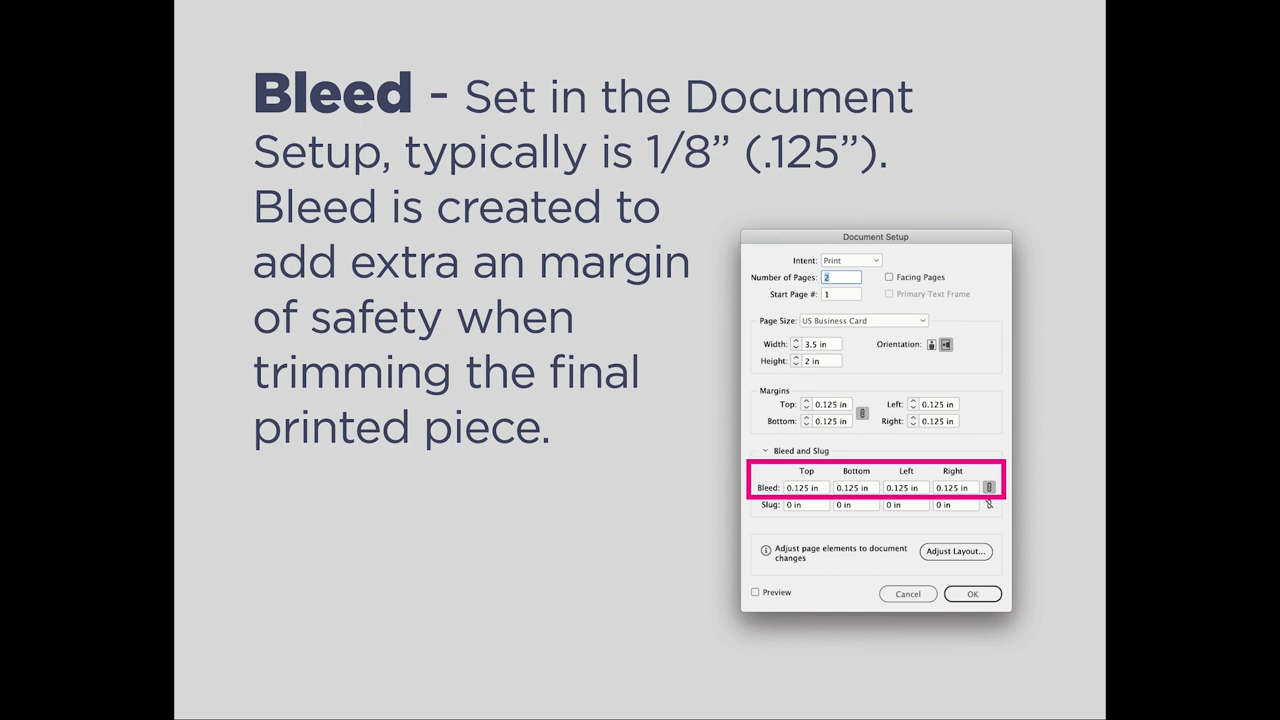 Bleed - Set in the Document
Setup, typically is 1/8” (.125”).
Bleed is created to
add extra an margin
of safety when
trimming the final
printed piece.
Document Setup
Intent: Print
Number of Pages: 2 Facing Pages
Start Page #: 1 Primary Text Frame
Page Size: US Business Card
Width: 3.5 in Orientation:
Height: 2 in
Margins
Top: 0.125 in Left: 0.125 in
Bottom: 0.125 in Right: 0.125 in
Bleed and Slug
Top Bottom Left Right
Bleed: 0.125 in 0.125 in 0.125 in 0.125 in
Slug: 0 in 0 in 0 in 0 in
Adjust page elements to document
changes
Adjust Layout...
Preview Cancel OK